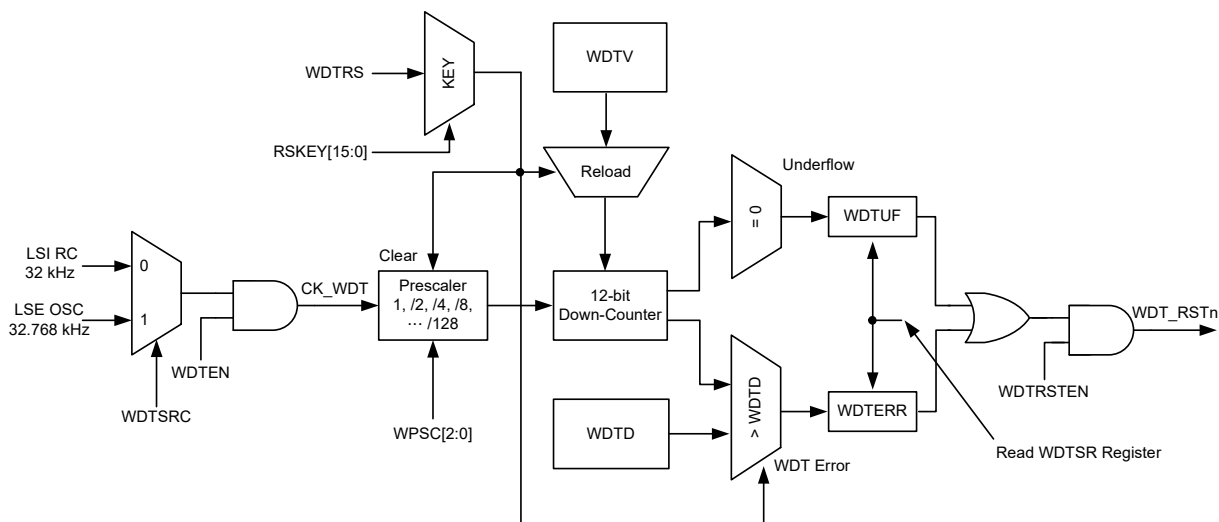 WDTRS
KEY
RSKEY[15:0]
WDTV
Reload
Underflow
= 0
WDTUF
LSI RC
32 kHz
0
LSE OSC
32.768 kHz
1
WDTSRC
WDTEN
CK_WDT
Clear
Prescaler
1, /2, /4, /8,
··· /128
WPSC[2:0]
12-bit
Down-Counter
WDTD
> WDTD
WDT Error
WDTERR
Read WDTSR Register
WDTRSTEN
WDT_RSTn